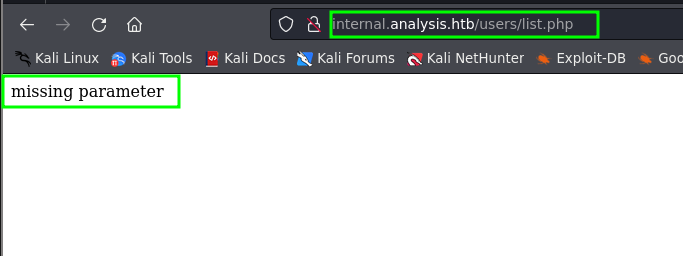 internal.analysis.htb/users/list.php
Kali Linux Kali Tools Kali Docs Kali Forums Kali NetHunter Exploit-DB Goo
missing parameter